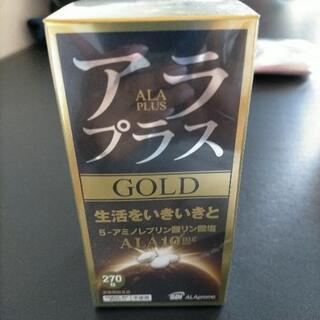 アラ
ALA
PLUS
プラス
GOLD
生活をいきいきと
5-アミノレブリン酸リン酸塩
ALA10mg
270
SBI ALApromo